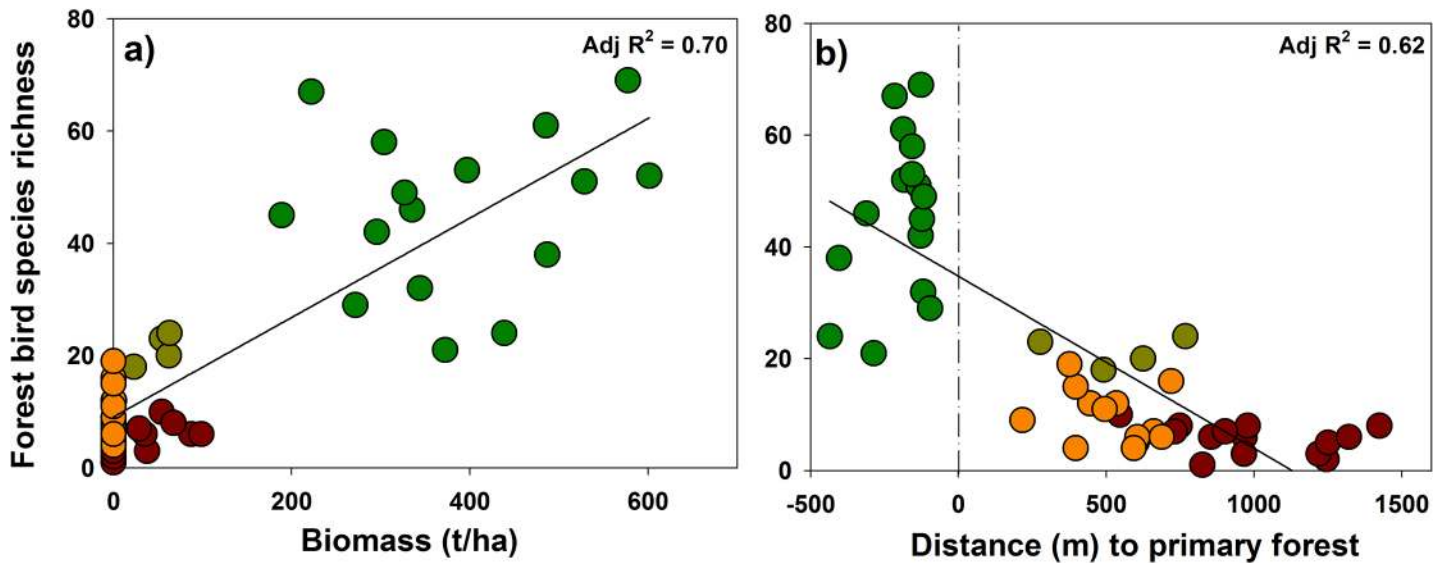 a)
Adj R² = 0.70
Forest bird species richness
80
60
40
20
0
0
200
400
600
Biomass (t/ha)
b)
Adj R² = 0.62
80
60
40
20
0
-500
0
500
1000
1500
Distance (m) to primary forest